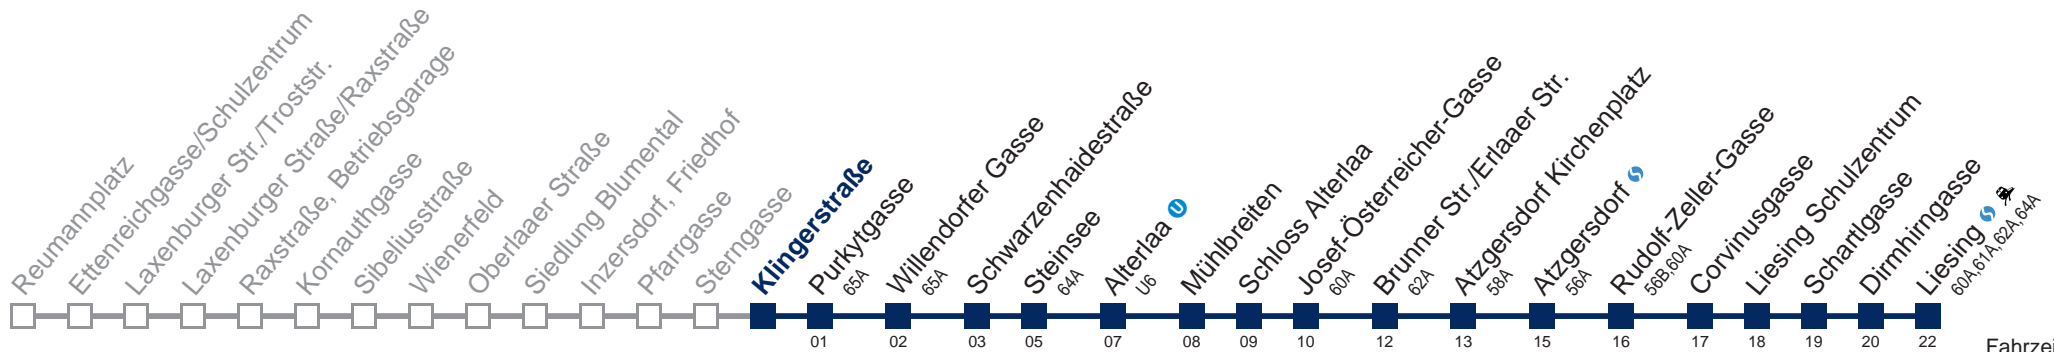 Reumannplatz
Ettenreichgasse/Schulzentrum
Laxenburger Str./Troststr.
Laxenburger Straße/Raxstraße
Raxstraße, Betriebsgarage
Kornauthgasse
Sibeliusstraße
Wienerfeld
Oberlaaer Straße
Siedlung Blumental
Inzersdorf, Friedhof
Pfarrgasse
Sterngasse
Klingerstraße
Purkytgasse
65A
Willendorfer Gasse
65A
Schwarzenhaidestraße
Steinsee
64A
Alterlaa U
U6
Mühlbreiten
Schloss Alterlaa
Josef-Österreicher-Gasse
60A
Brunner Str./Erlaaer Str.
62A
Atzgersdorf Kirchenplatz
58A
Atzgersdorf S
56A
Rudolf-Zeller-Gasse
56B,60A
Corvinusgasse
Liesing Schulzentrum
Schartlgasse
Dirmhirngasse
Liesing S
60A,61A,62A,64A
01 02 03 05 07 08 09 10 12 13 15 16 17 18 19 20 22